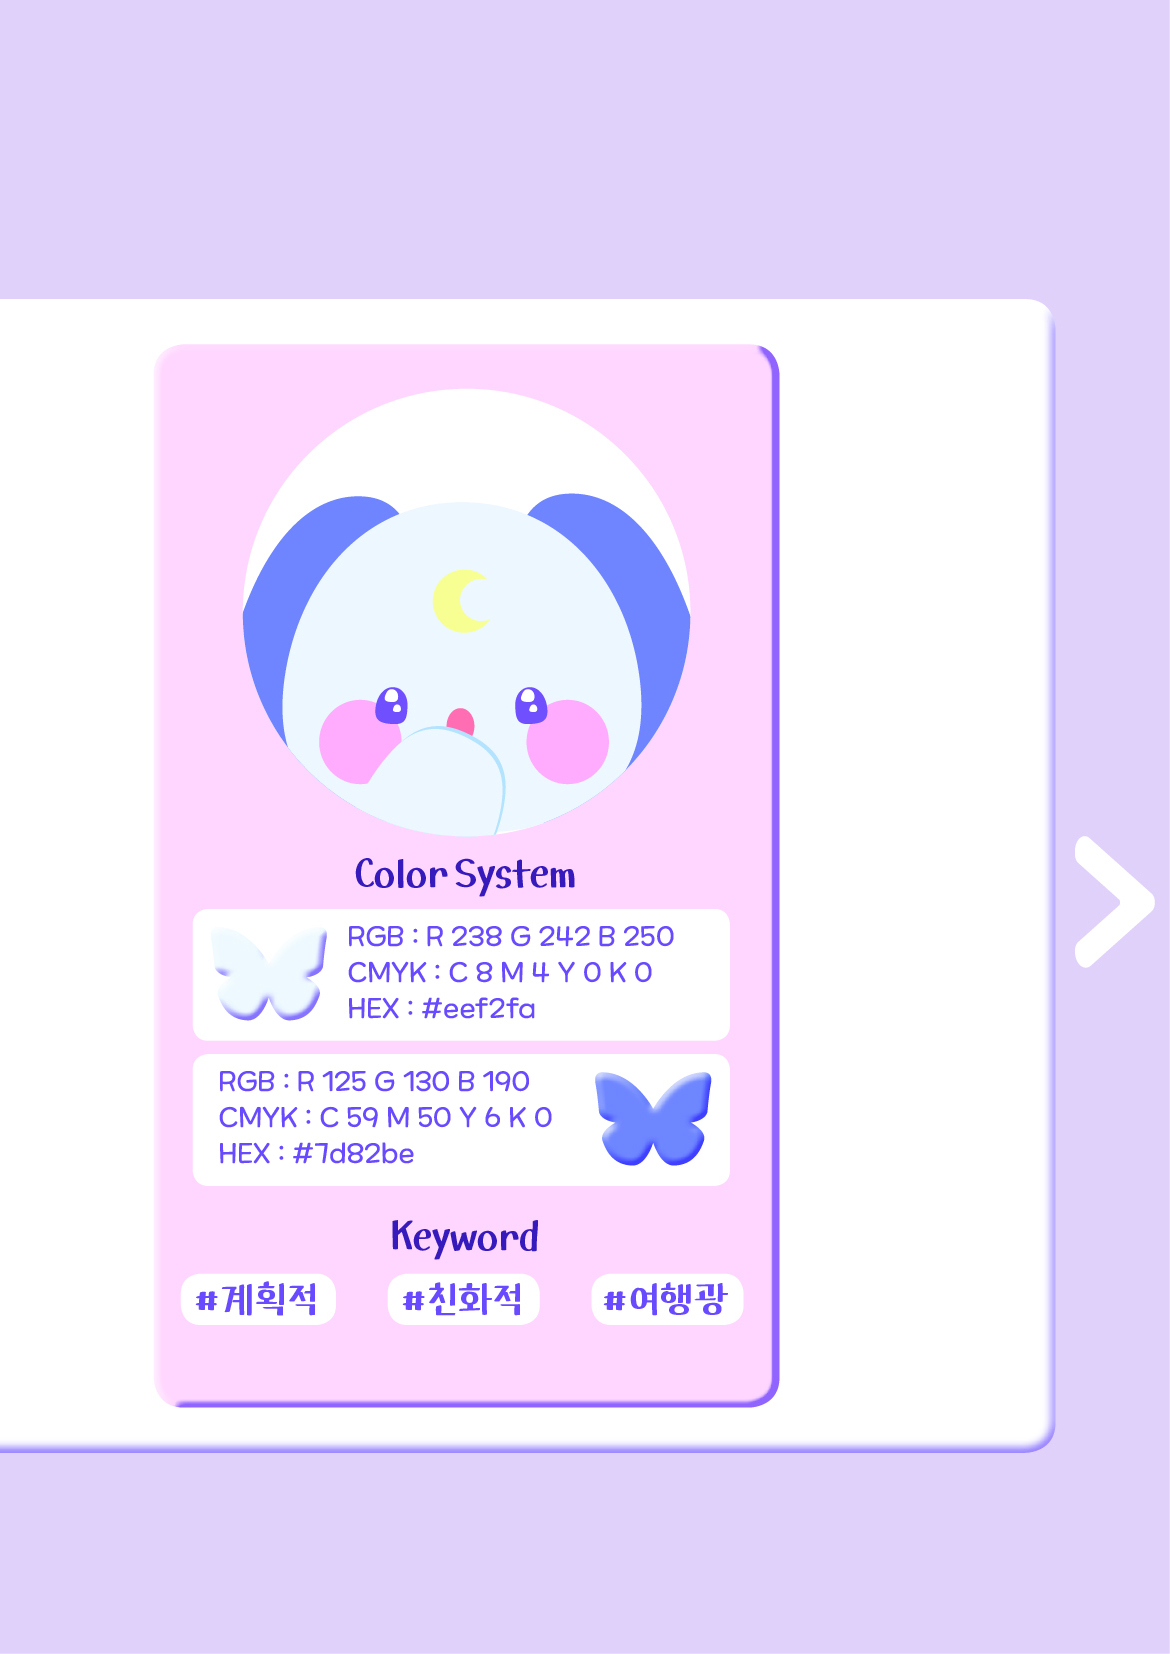 Color System
RGB : R 238 G 242 B 250
CMYK : C 8 M 4 Y 0 K 0
HEX : #eef2fa
RGB : R 125 G 130 B 190
CMYK : C 59 M 50 Y 6 K 0
HEX : #7d82be
Keyword
#계획적 #친화적 #여행광